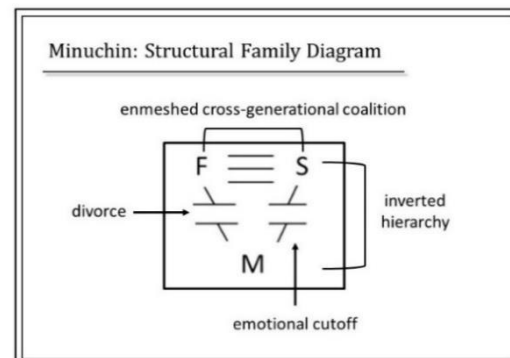 Minuchin: Structural Family Diagram
enmeshed cross-generational coalition
F S
divorce
inverted
hierarchy
M
emotional cutoff